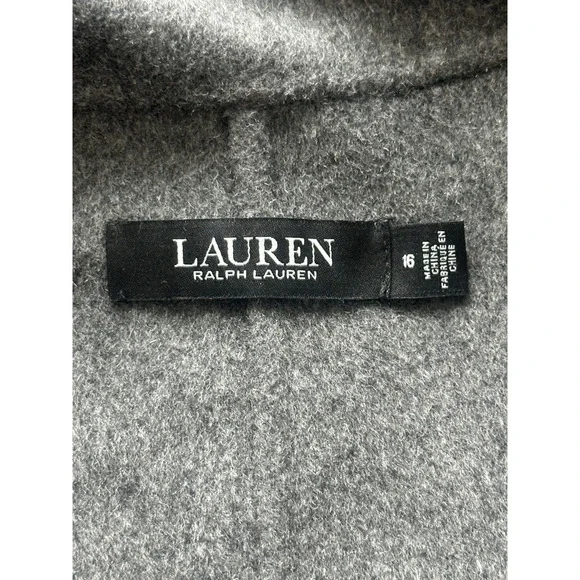 LAUREN
RALPH LAUREN
16
MADE IN
CHINA
FABRIQUÉ EN
CHINE